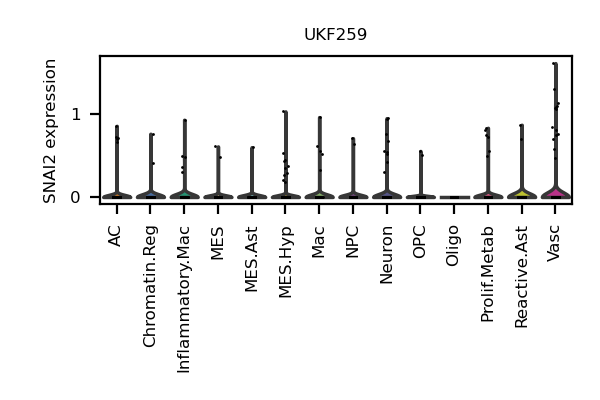 UKF259
SNAI2 expression
1
0
AC
Chromatin.Reg
Inflammatory.Mac
MES
MES.Ast
MES.Hyp
Mac
NPC
Neuron
OPC
Oligo
Prolif.Metab
Reactive.Ast
Vasc